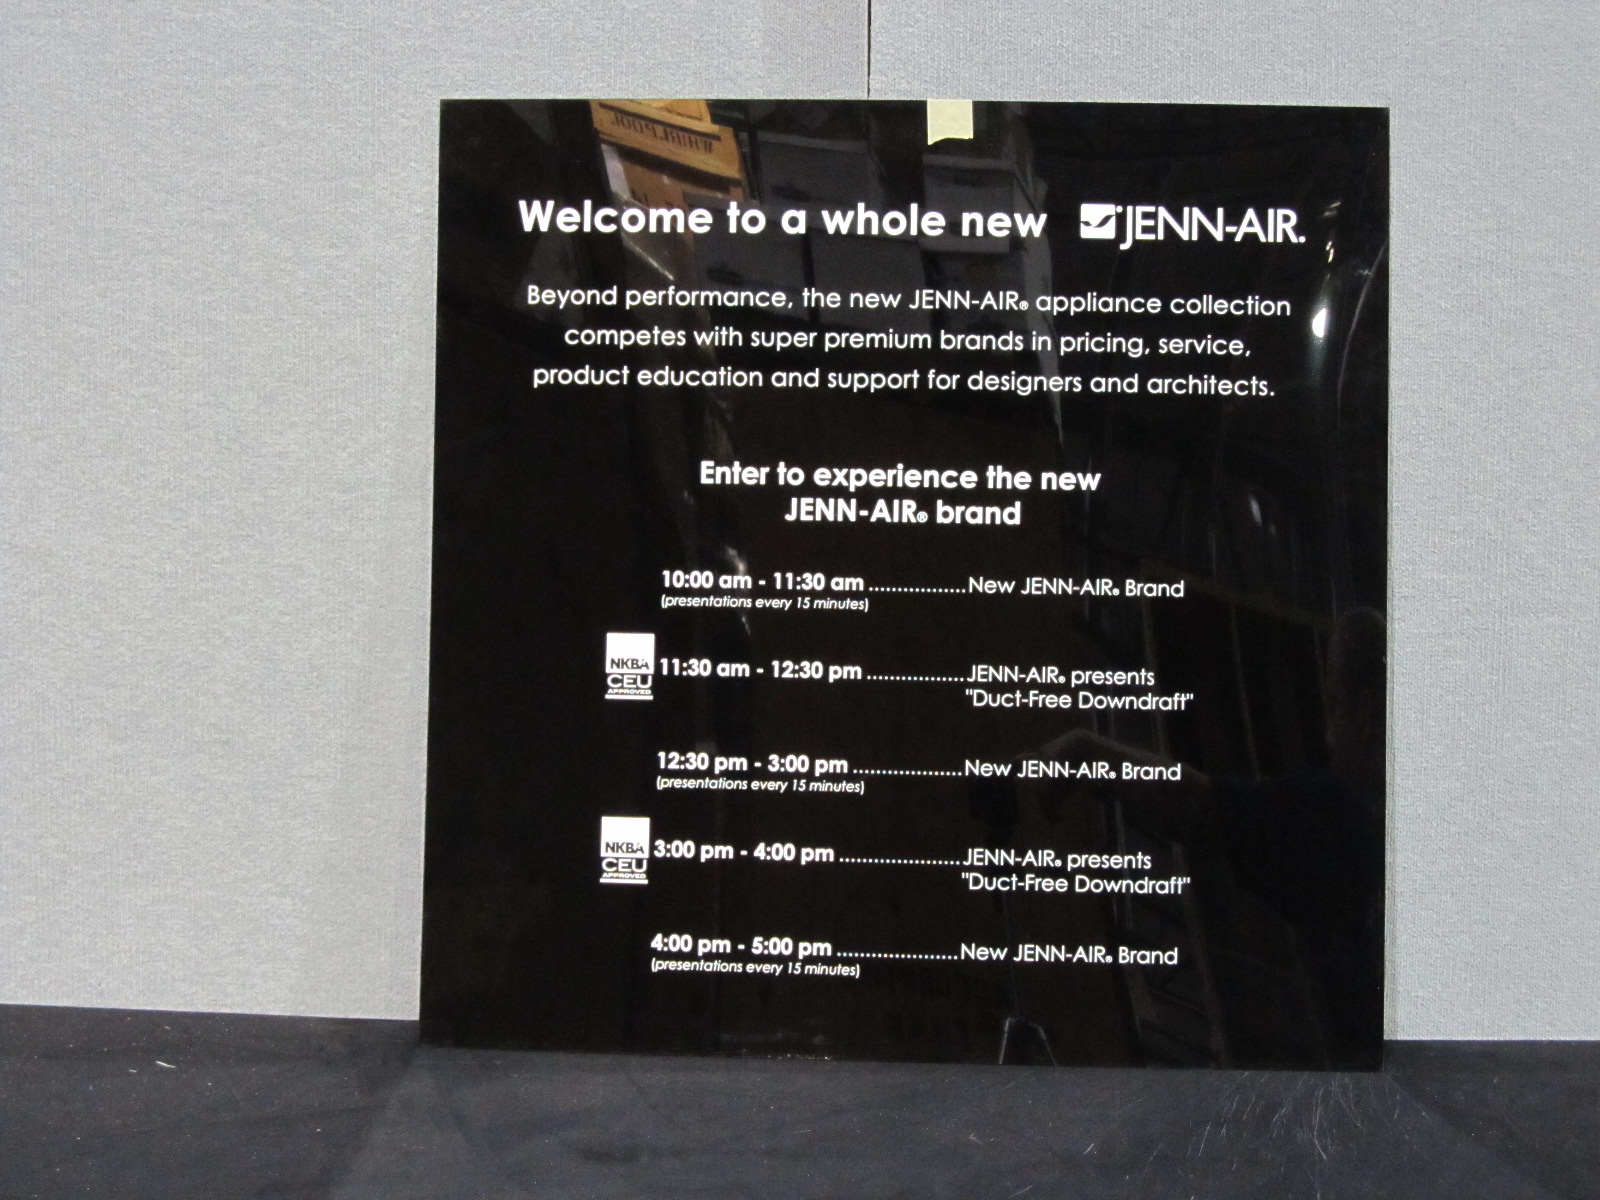 WHIRLPOOL
Welcome to a whole new JENN-AIR.
Beyond performance, the new JENN-AIR® appliance collection
competes with super premium brands in pricing, service,
product education and support for designers and architects.
Enter to experience the new
JENN-AIR® brand
10:00 am - 11:30 am .................New JENN-AIR® Brand
(presentations every 15 minutes)
NKBA
CEU
APPROVED
11:30 am - 12:30 pm .................JENN-AIR® presents
"Duct-Free Downdraft"
12:30 pm - 3:00 pm ...................New JENN-AIR® Brand
(presentations every 15 minutes)
NKBA
CEU
APPROVED
3:00 pm - 4:00 pm .....................JENN-AIR® presents
"Duct-Free Downdraft"
4:00 pm - 5:00 pm .....................New JENN-AIR® Brand
(presentations every 15 minutes)